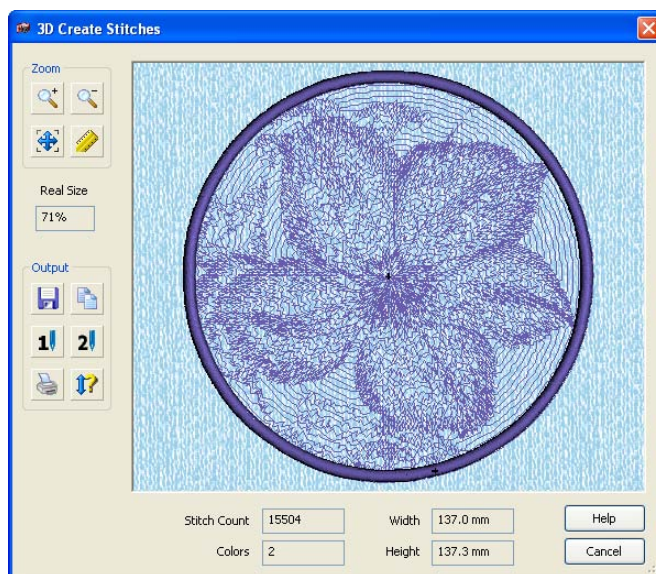 3D Create Stitches
Zoom
Real Size
71%
Output
1
2
?
Stitch Count 15504 Width 137.0 mm Help
Colors 2 Height 137.3 mm Cancel